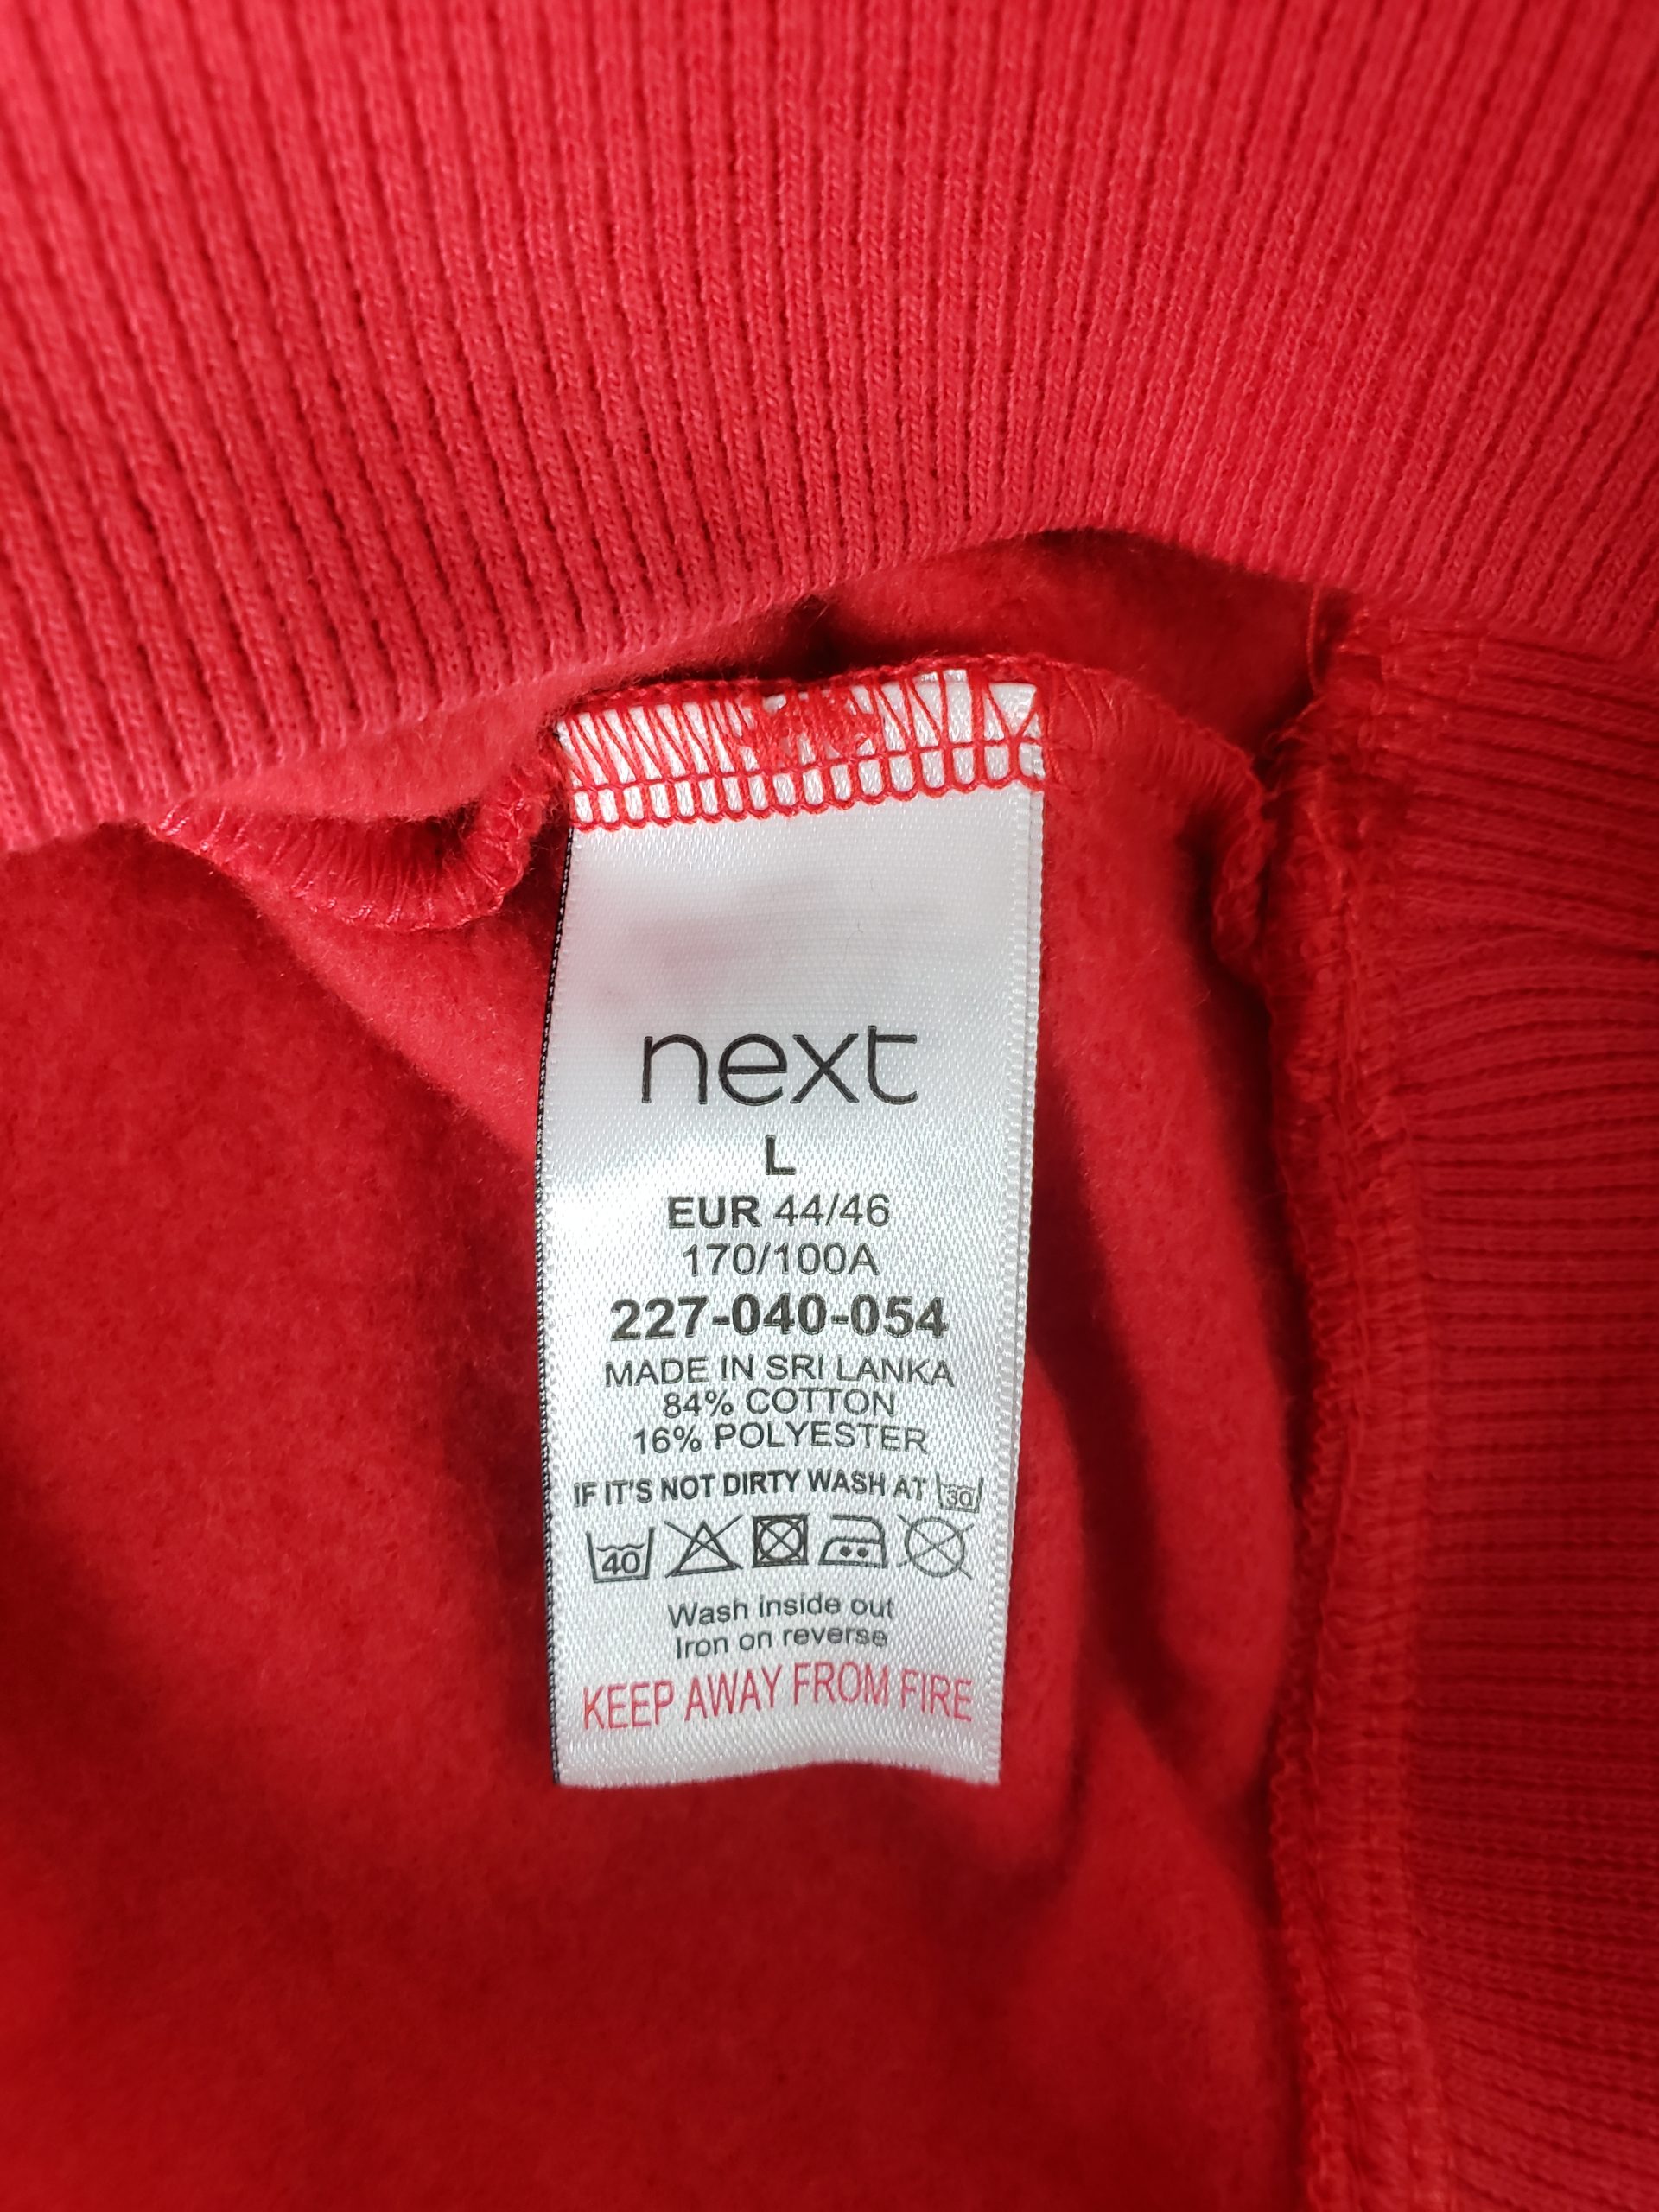 next
L
EUR 44/46
170/100A
227-040-054
MADE IN SRI LANKA
84% COTTON
16% POLYESTER
IF IT'S NOT DIRTY WASH AT 30
40
Wash inside out
Iron on reverse
KEEP AWAY FROM FIRE